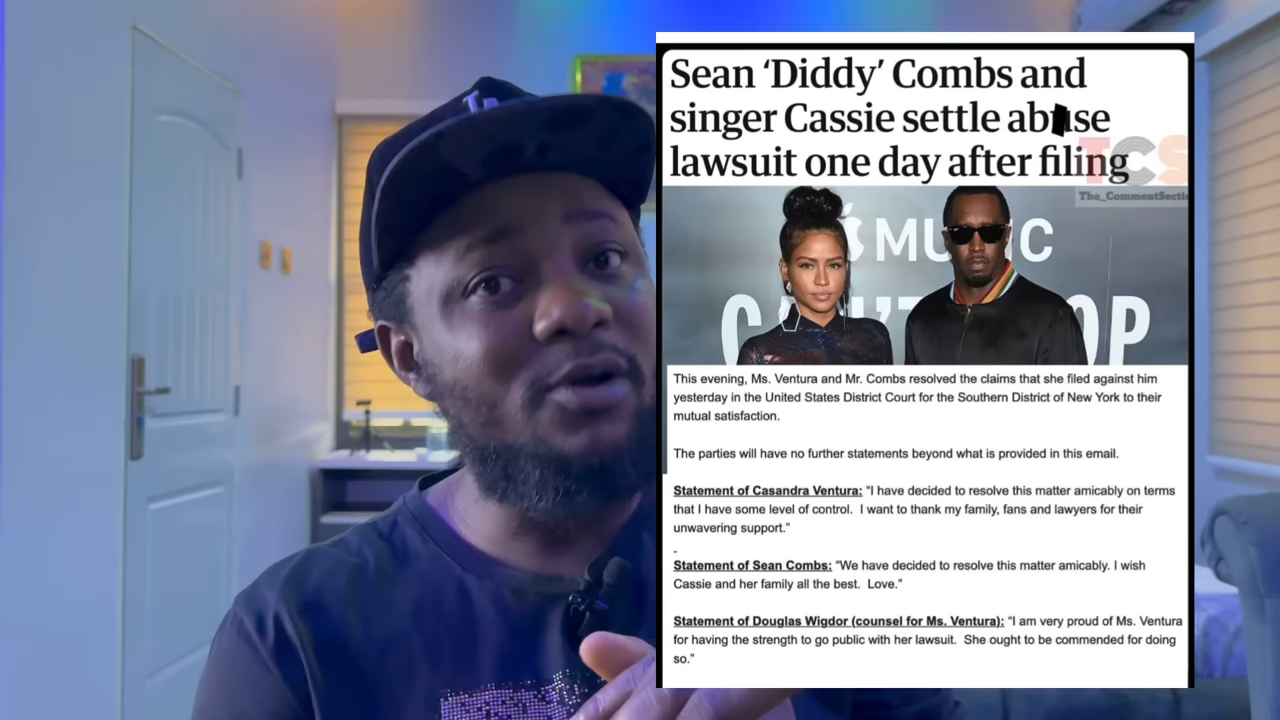 Sean ‘Diddy’ Combs and
singer Cassie settle abuse
lawsuit one day after filing
TCS
The_CommentSectio
MUSIC
This evening, Ms. Ventura and Mr. Combs resolved the claims that she filed against him
yesterday in the United States District Court for the Southern District of New York to their
mutual satisfaction.
The parties will have no further statements beyond what is provided in this email.
Statement of Casandra Ventura: “I have decided to resolve this matter amicably on terms
that I have some level of control.  I want to thank my family, fans and lawyers for their
unwavering support.”
-
Statement of Sean Combs: “We have decided to resolve this matter amicably. I wish
Cassie and her family all the best.  Love.”
Statement of Douglas Wigdor (counsel for Ms. Ventura): “I am very proud of Ms. Ventura
for having the strength to go public with her lawsuit.  She ought to be commended for doing
so.”